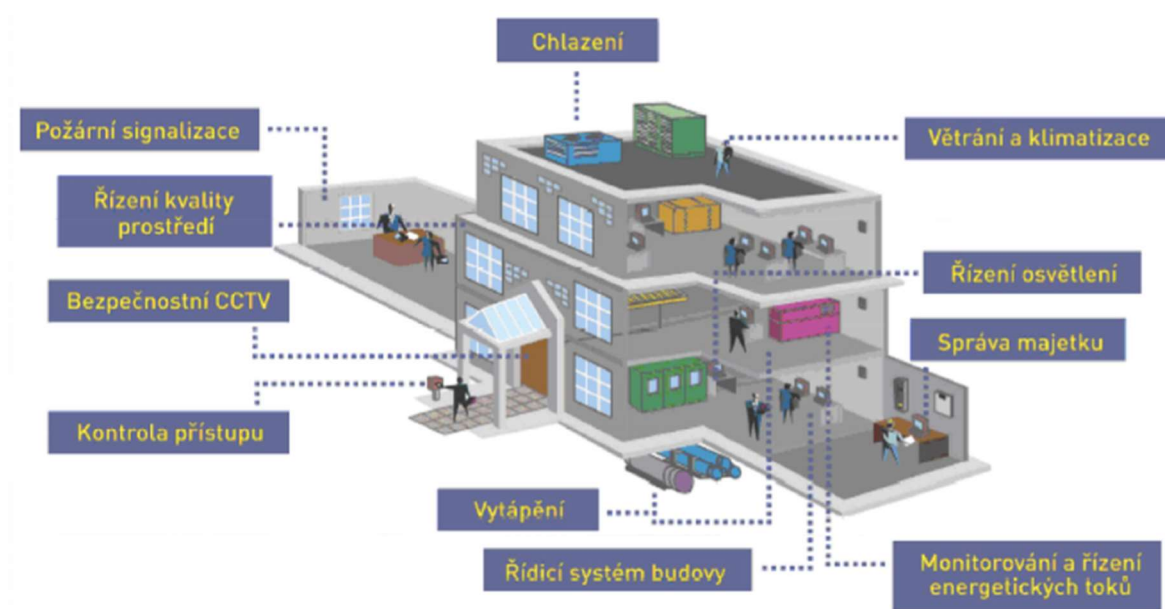 Chlazení
Požární signalizace
Větrání a klimatizace
Řízení kvality
prostředí
Řízení osvětlení
Bezpečnostní CCTV
Správa majetku
Kontrola přístupu
Vytápění
Řídicí systém budovy
Monitorování a řízení
energetických toků